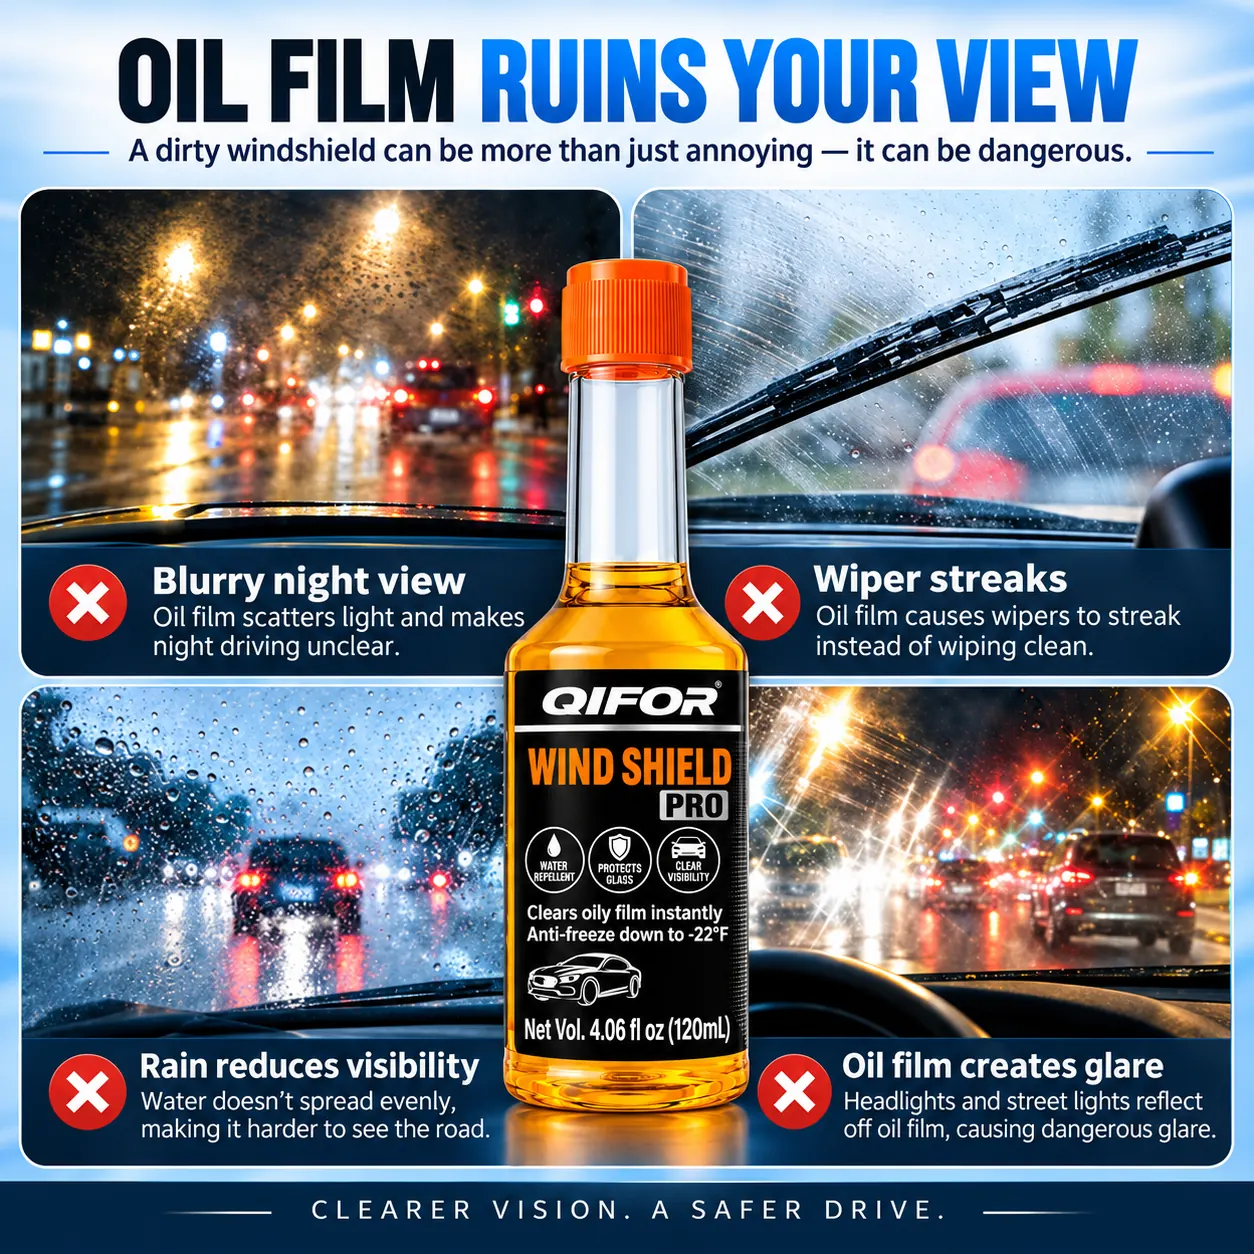 OIL FILM RUINS YOUR VIEW
A dirty windshield can be more than just annoying — it can be dangerous.
Blurry night view
Oil film scatters light and makes
night driving unclear.
Wiper streaks
Oil film causes wipers to streak
instead of wiping clean.
QIFOR®
WIND SHIELD
PRO
WATER
REPELLENT
PROTECTS
GLASS
CLEAR
VISIBILITY
Clears oily film instantly
Anti-freeze down to -22°F
Net Vol. 4.06 fl oz (120mL)
Rain reduces visibility
Water doesn't spread evenly,
making it harder to see the road.
Oil film creates glare
Headlights and street lights reflect
off oil film, causing dangerous glare.
CLEARER VISION. A SAFER DRIVE.